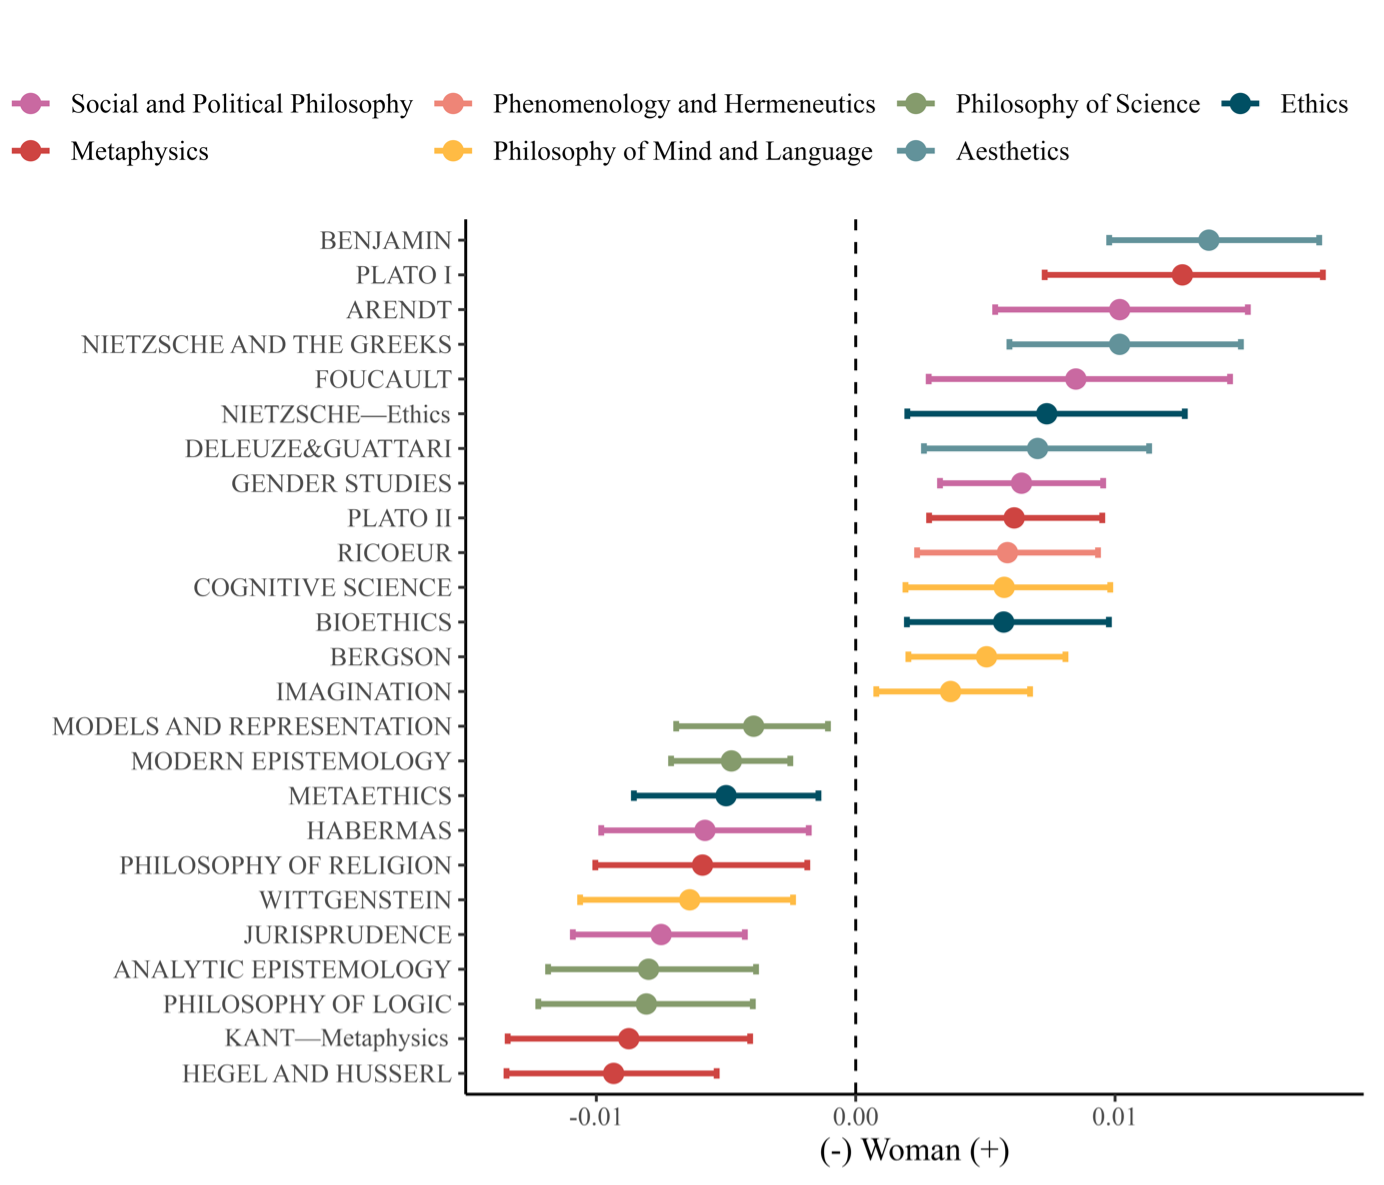 Social and Political Philosophy Phenomenology and Hermeneutics Philosophy of Science Ethics
Metaphysics Philosophy of Mind and Language Aesthetics
BENJAMIN
PLATO I
ARENDT
NIETZSCHE AND THE GREEKS
FOUCAULT
NIETZSCHE—Ethics
DELEUZE&GUATTARI
GENDER STUDIES
PLATO II
RICOEUR
COGNITIVE SCIENCE
BIOETHICS
BERGSON
IMAGINATION
MODELS AND REPRESENTATION
MODERN EPISTEMOLOGY
METAETHICS
HABERMAS
PHILOSOPHY OF RELIGION
WITTGENSTEIN
JURISPRUDENCE
ANALYTIC EPISTEMOLOGY
PHILOSOPHY OF LOGIC
KANT—Metaphysics
HEGEL AND HUSSERL
-0.01 0.00 0.01
(-) Woman (+)